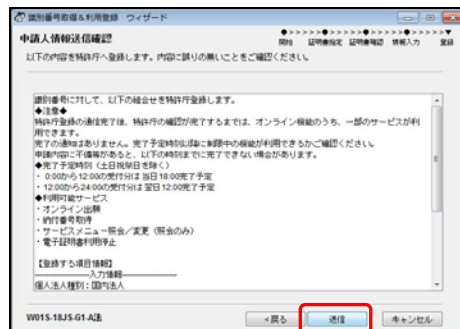 識別番号取得&利用登録 ウィザード
申請人情報送信確認
開始 証明書指定 証明書確認 情報入力 登録
以下の内容を特許庁へ登録します。内容に誤りの無いことをご確認ください。
識別番号に対して、以下の組合せを特許庁登録します。
◆注意◆
特許庁登録の通信完了後、特許庁の確認が完了するまでは、オンライン機能のうち、一部のサービスが利
用できます。
完了の通知はありません。完了予定時刻以降に制限中の機能が利用できるかご確認ください。
申請内容に不備等があると、以下の時刻までに完了できない場合があります。
◆完了予定時刻（土日祝祭日を除く）
・ 0:00から12:00の受付分は当日18:00完了予定
・ 12:00から24:00の受付分は翌日12:00完了予定
◆利用可能サービス
・オンライン出願
・納付番号取得
・サービスメニュー照会／変更（照会のみ）
・電子証明書利用停止
【登録する項目情報】
---------------入力情報---------------
個人法人種別：国内法人
W01S-18JS-G1-A法
<戻る 送信 キャンセル